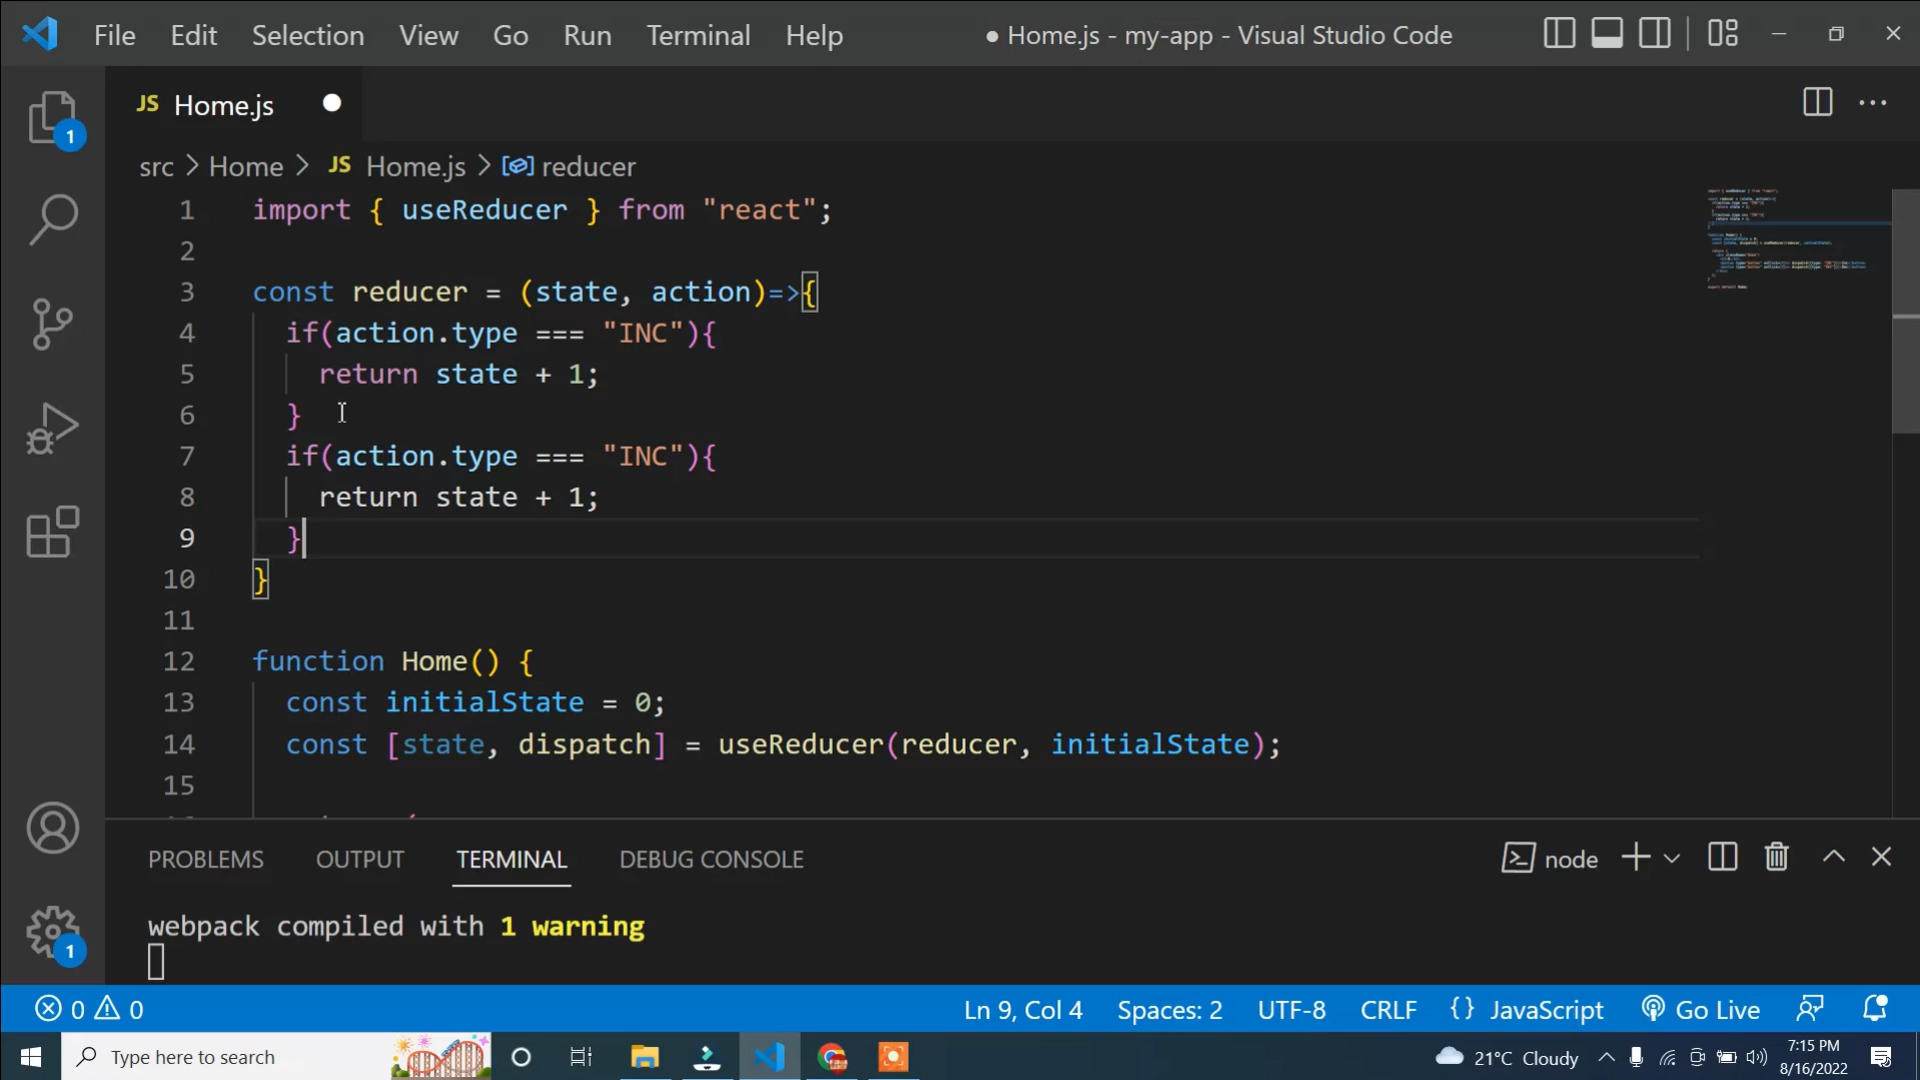 File Edit Selection View Go Run Terminal Help ● Home.js - my-app - Visual Studio Code
JS Home.js
src > Home > JS Home.js > reducer
1 import { useReducer } from "react";
2
3 const reducer = (state, action)=>{
4 if(action.type === "INC"){
5 return state + 1;
6 }
7 if(action.type === "INC"){
8 return state + 1;
9 }
10 }
11
12 function Home() {
13 const initialState = 0;
14 const [state, dispatch] = useReducer(reducer, initialState);
15
PROBLEMS OUTPUT TERMINAL DEBUG CONSOLE node
webpack compiled with 1 warning
1
1
0 0 Ln 9, Col 4 Spaces: 2 UTF-8 CRLF {} JavaScript Go Live
Type here to search 21°C Cloudy 7:15 PM
8/16/2022